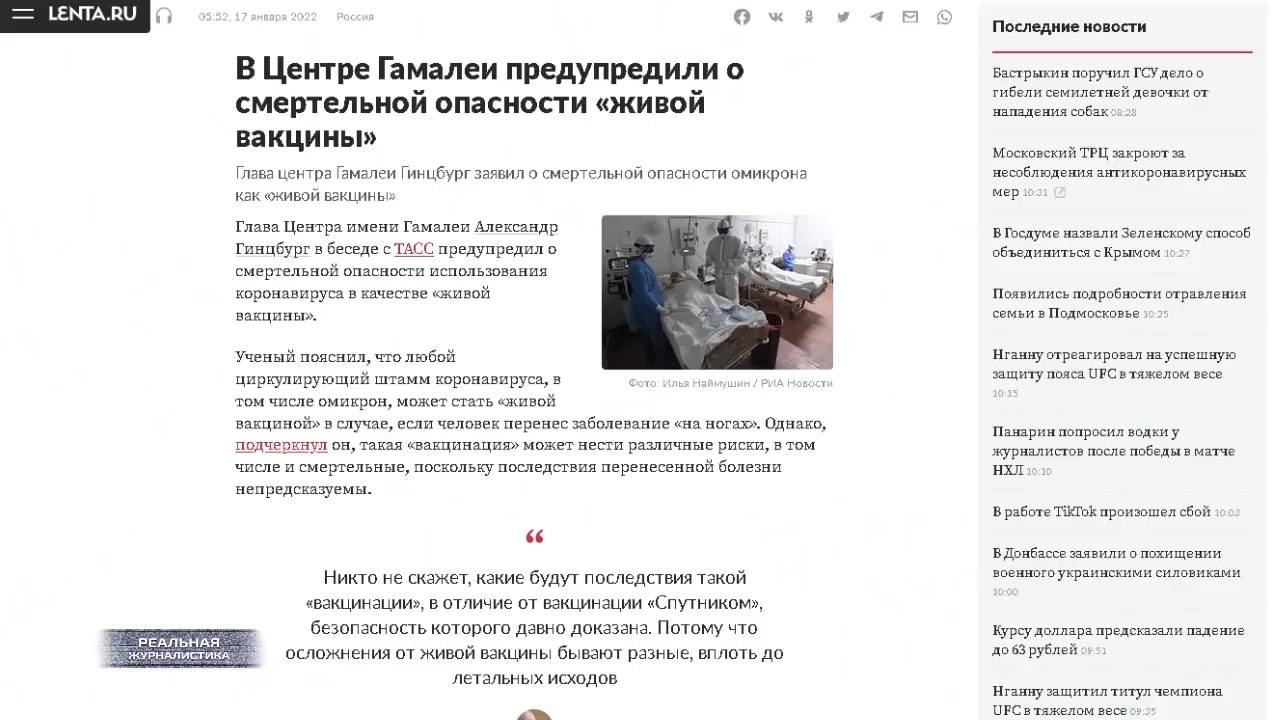 LENTA.RU
05:52, 17 января 2022
Россия
В Центре Гамалеи предупредили о
смертельной опасности «живой
вакцины»
Глава центра Гамалеи Гинцбург заявил о смертельной опасности омикрона
как «живой вакцины»
Глава Центра имени Гамалеи Александр
Гинцбург в беседе с ТАСС предупредил о
смертельной опасности использования
коронавируса в качестве «живой
вакцины».
Фото: Илья Наймушин / РИА Новости
Ученый пояснил, что любой
циркулирующий штамм коронавируса, в
том числе омикрон, может стать «живой
вакциной» в случае, если человек перенес заболевание «на ногах». Однако,
подчеркнул он, такая «вакцинация» может нести различные риски, в том
числе и смертельные, поскольку последствия перенесенной болезни
непредсказуемы.
“
Никто не скажет, какие будут последствия такой
«вакцинации», в отличие от вакцинации «Спутником»,
безопасность которого давно доказана. Потому что
осложнения от живой вакцины бывают разные, вплоть до
летальных исходов
РЕАЛЬНАЯ
ЖУРНАЛИСТИКА
Последние новости
Бастрыкин поручил ГСУ дело о
гибели семилетней девочки от
нападения собак 08:28
Московский ТРЦ закроют за
несоблюдения антикоронавирусных
мер 10:31
В Госдуме назвали Зеленскому способ
объединиться с Крымом 10:27
Появились подробности отравления
семьи в Подмосковье 10:25
Нганну отреагировал на успешную
защиту пояса UFC в тяжелом весе
10:15
Панарин попросил водки у
журналистов после победы в матче
НХЛ 10:10
В работе TikTok произошел сбой 10:03
В Донбассе заявили о похищении
военного украинскими силовиками
10:00
Курсу доллара предсказали падение
до 63 рублей 09:51
Нганну защитил титул чемпиона
UFC в тяжелом весе 09:35